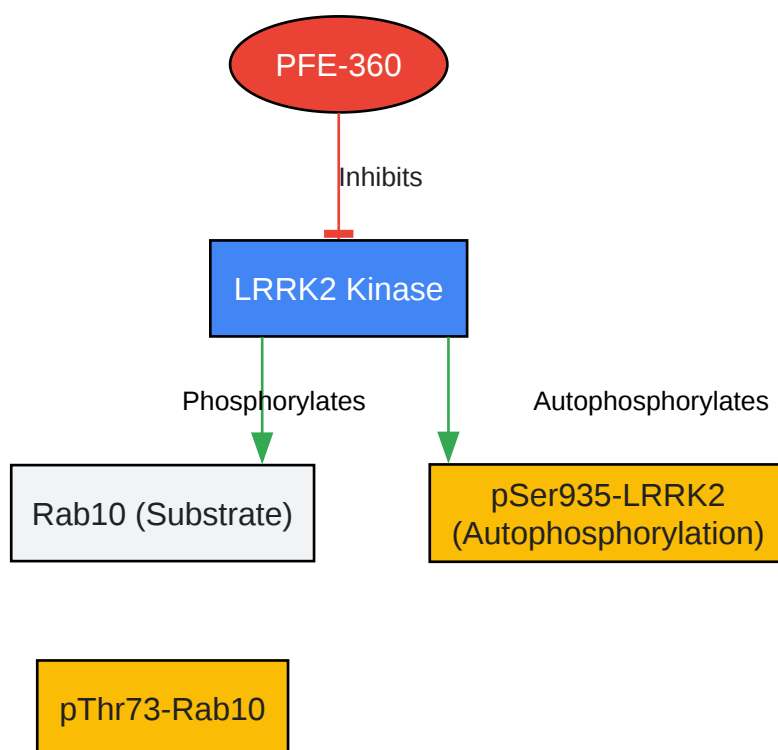 PFE-360
Inhibits
LRRK2 Kinase
Phosphorylates
Autophosphorylates
Rab10 (Substrate)
pSer935-LRRK2
(Autophosphorylation)
pThr73-Rab10